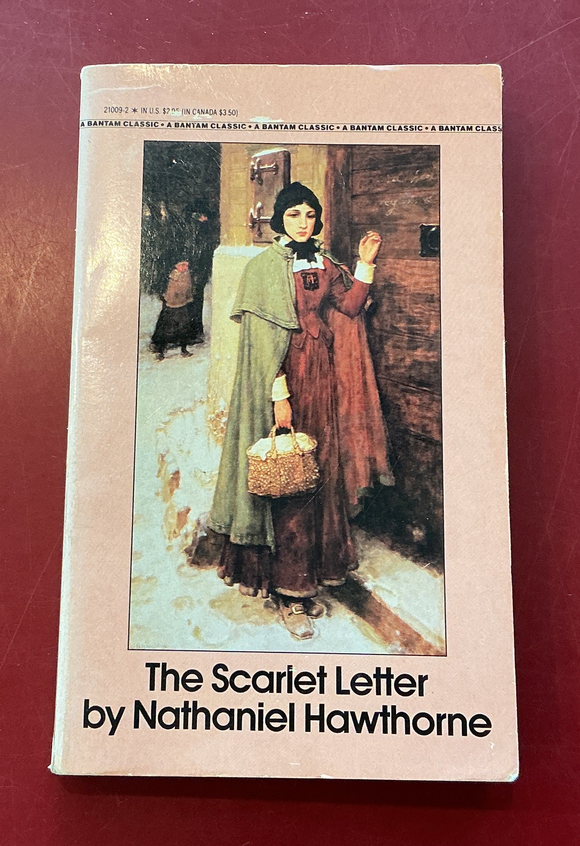 21009-2 ★ IN U.S. $2.95 (IN CANADA $3.50)
A BANTAM CLASSIC • A BANTAM CLASSIC • A BANTAM CLASSIC • A BANTAM CLASSIC • A BANTAM CLASS
The Scarlet Letter
by Nathaniel Hawthorne